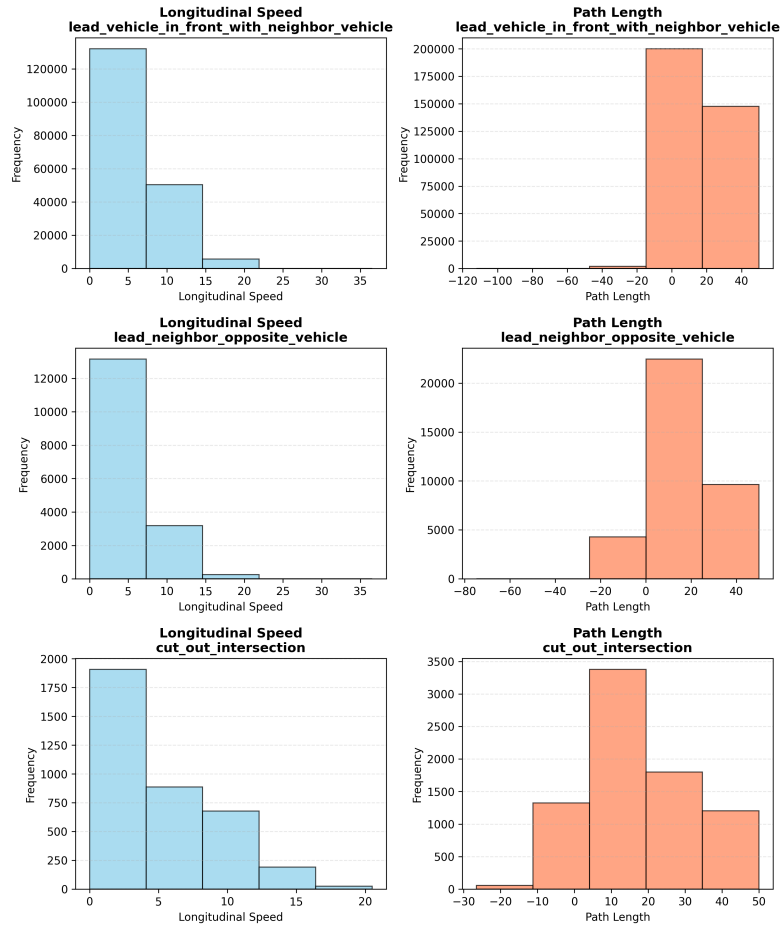 Longitudinal Speed
lead_vehicle_in_front_with_neighbor_vehicle
120000
100000
80000
60000
40000
20000
0
Frequency
0 5 10 15 20 25 30 35
Longitudinal Speed
Path Length
lead_vehicle_in_front_with_neighbor_vehicle
200000
175000
150000
125000
100000
75000
50000
25000
0
Frequency
−120 −100 −80 −60 −40 −20 0 20 40
Path Length
Longitudinal Speed
lead_neighbor_opposite_vehicle
12000
10000
8000
6000
4000
2000
0
Frequency
0 5 10 15 20 25 30 35
Longitudinal Speed
Path Length
lead_neighbor_opposite_vehicle
20000
15000
10000
5000
0
Frequency
−80 −60 −40 −20 0 20 40
Path Length
Longitudinal Speed
cut_out_intersection
2000
1750
1500
1250
1000
750
500
250
0
Frequency
0 5 10 15 20
Longitudinal Speed
Path Length
cut_out_intersection
3500
3000
2500
2000
1500
1000
500
0
Frequency
−30 −20 −10 0 10 20 30 40 50
Path Length